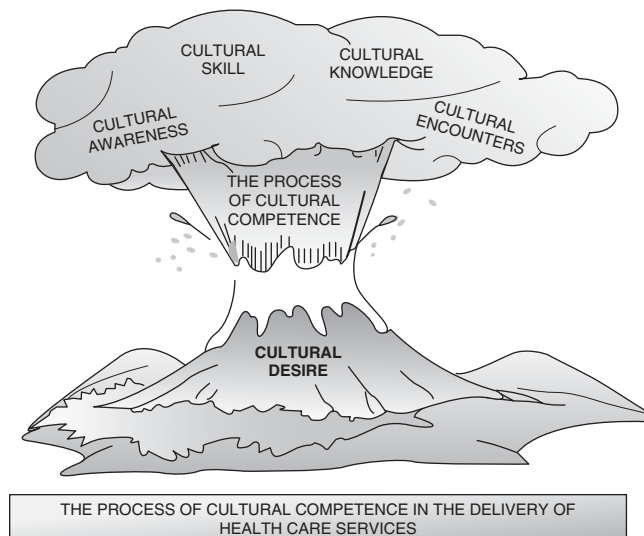 CULTURAL
SKILL
CULTURAL
KNOWLEDGE
CULTURAL
AWARENESS
CULTURAL
ENCOUNTERS
THE PROCESS
OF CULTURAL
COMPETENCE
CULTURAL
DESIRE
THE PROCESS OF CULTURAL COMPETENCE IN THE DELIVERY OF
HEALTH CARE SERVICES